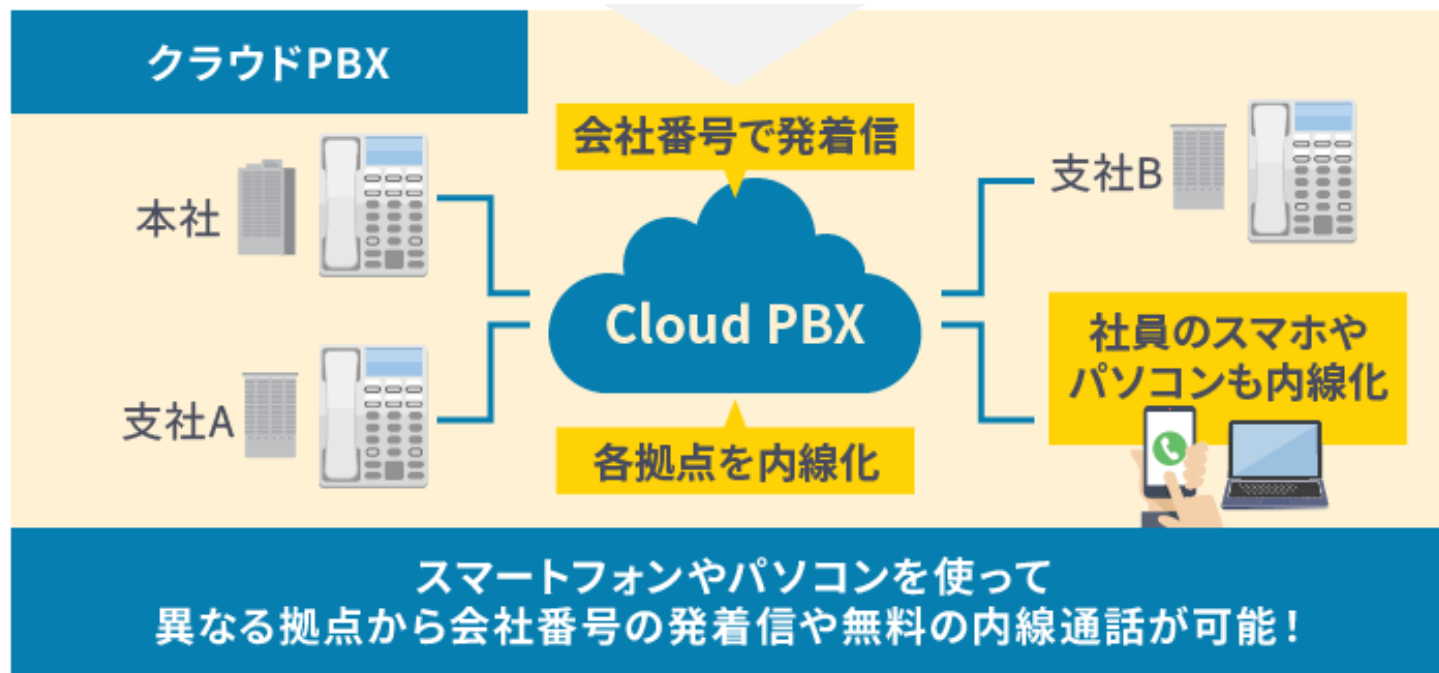 クラウドPBX
会社番号で発着信
本社
支社B
Cloud PBX
社員のスマホや
パソコンも内線化
支社A
各拠点を内線化
スマートフォンやパソコンを使って
異なる拠点から会社番号の発着信や無料の内線通話が可能!